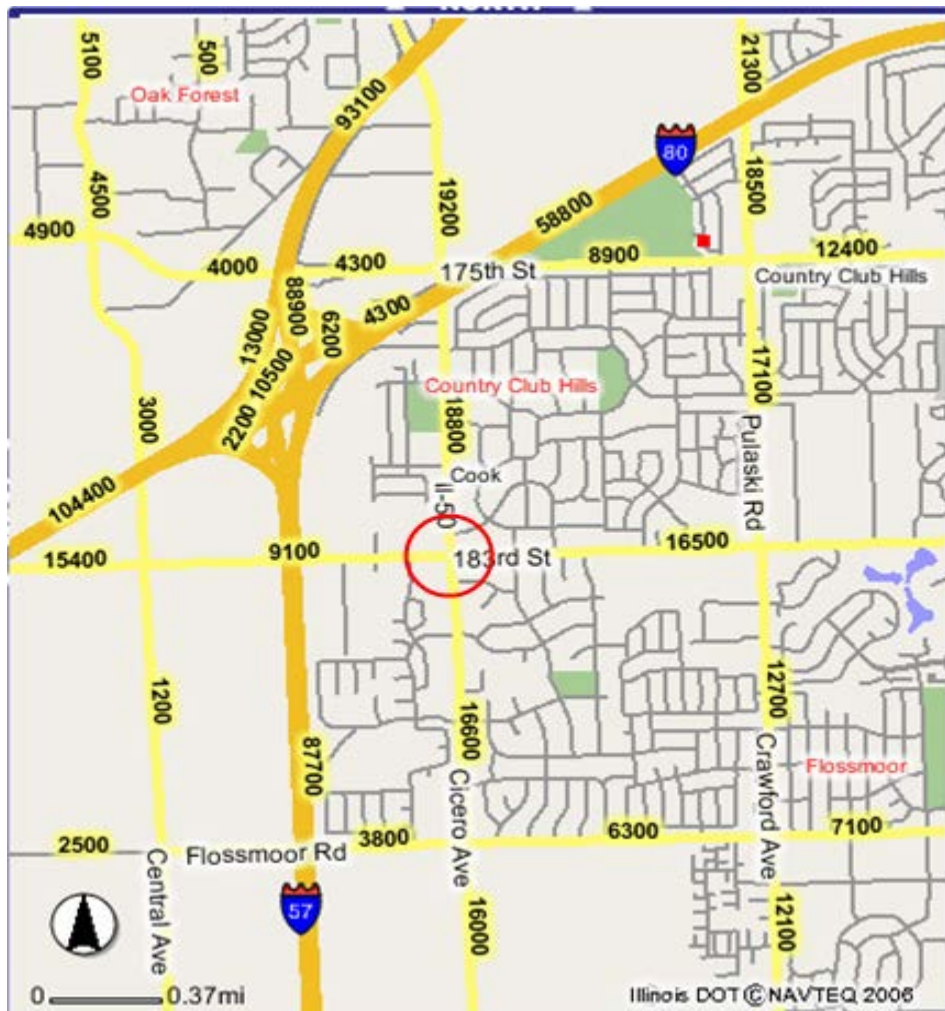 NORTH
5100
500
Oak Forest
93100
21300
80
4500
19200
18500
58800
4900
4000
4300
175th St
8900
12400
Country Club Hills
88900
6200
4300
13000
10500
2200
17100
Country Club Hills
3000
18800
Pulaski Rd
Cook
il-50
104400
15400
9100
183rd St
16500
1200
16600
12700
87700
Flossmoor
Crawford Ave
Cicero Ave
2500
Flossmoor Rd
3800
6300
7100
Central Ave
57
16000
12100
0 0.37mi
Illinois DOT © NAVTEQ 2006